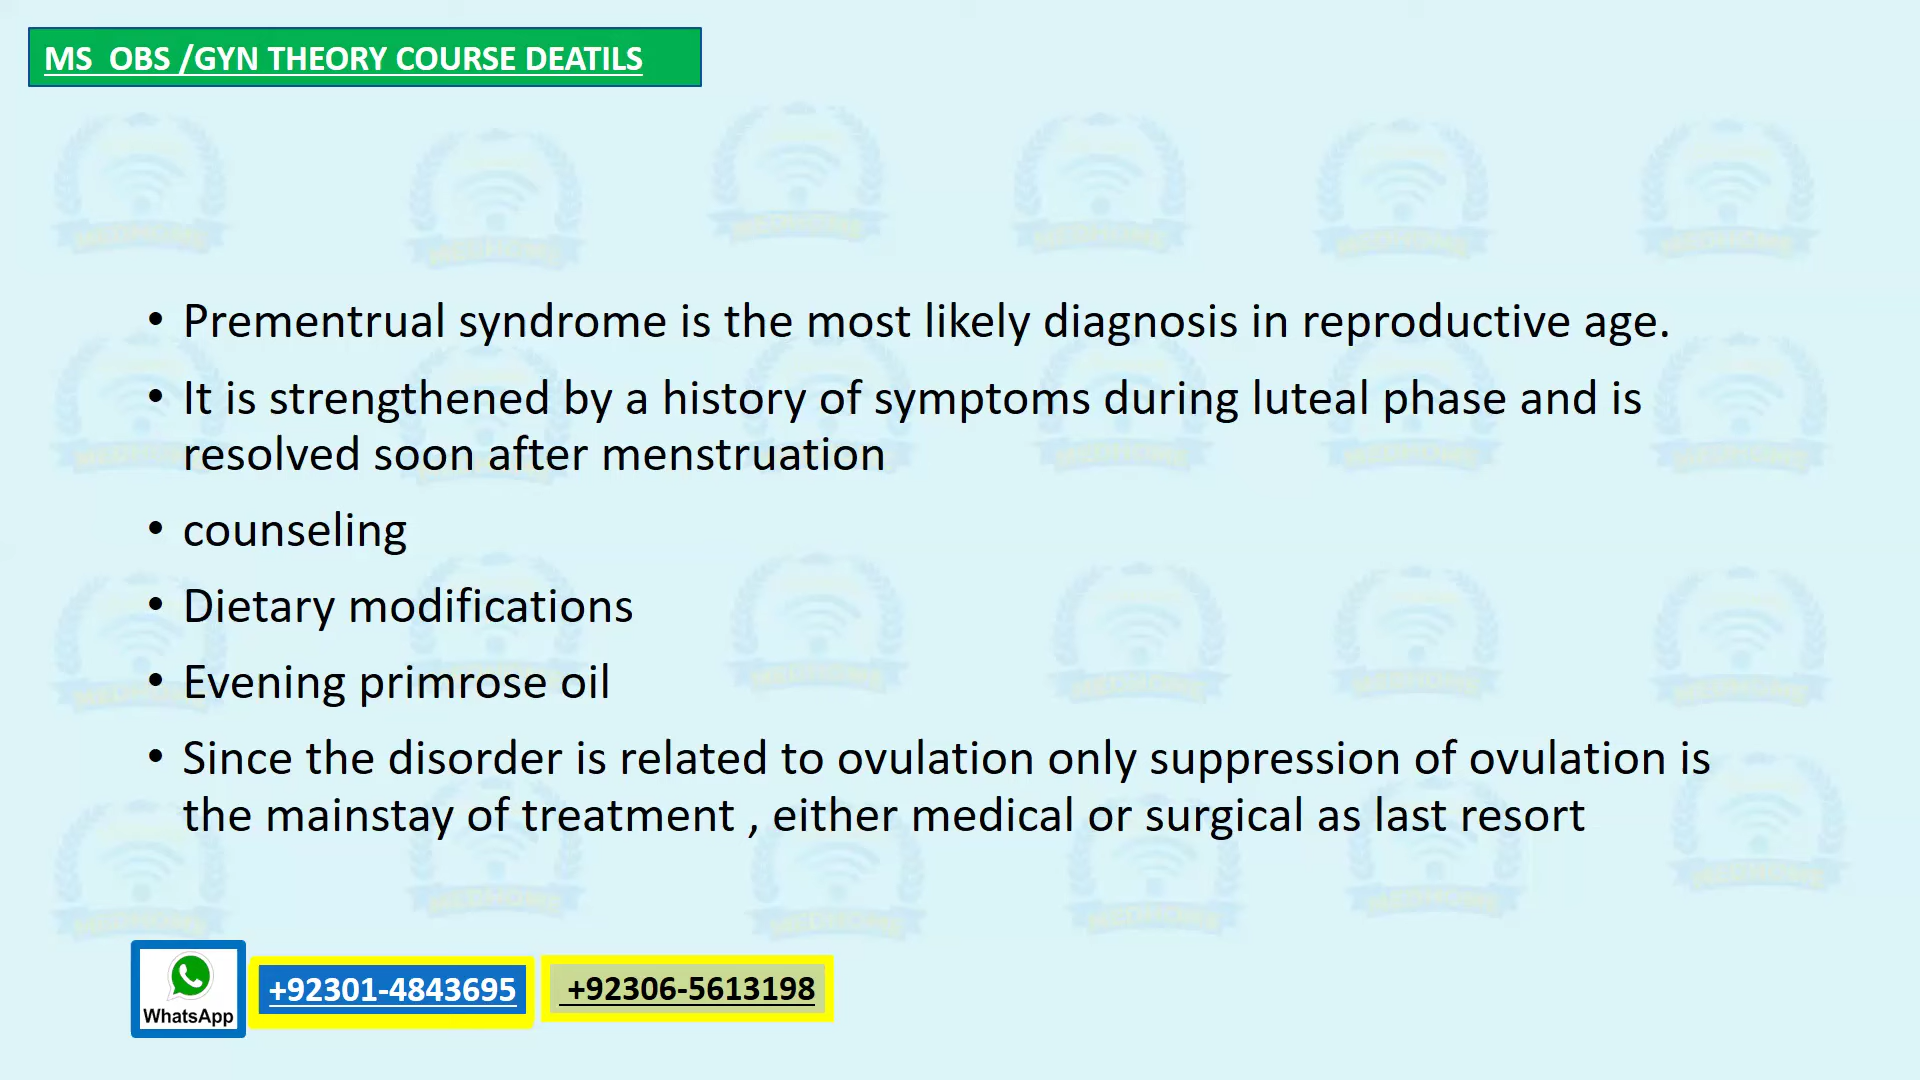 MS OBS /GYN THEORY COURSE DEATILS
• Prementrual syndrome is the most likely diagnosis in reproductive age.
• It is strengthened by a history of symptoms during luteal phase and is
resolved soon after menstruation
• counseling
• Dietary modifications
• Evening primrose oil
• Since the disorder is related to ovulation only suppression of ovulation is
the mainstay of treatment , either medical or surgical as last resort
WhatsApp
+92301-4843695
+92306-5613198